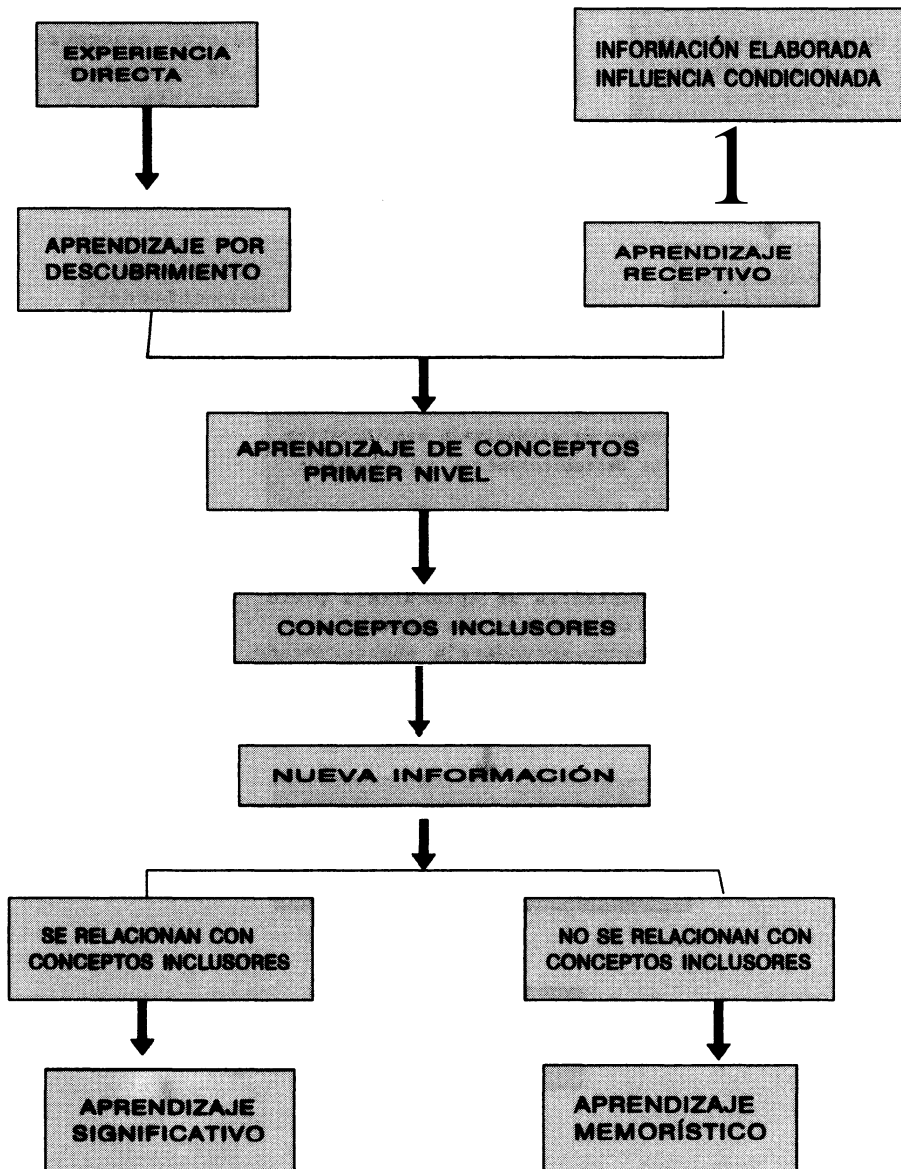 EXPERIENCIA
DIRECTA
INFORMACIÓN ELABORADA
INFLUENCIA CONDICIONADA
1
APRENDIZAJE POR
DESCUBRIMIENTO
APRENDIZAJE
RECEPTIVO
APRENDIZAJE DE CONCEPTOS
PRIMER NIVEL
CONCEPTOS INCLUSORES
NUEVA INFORMACIÓN
SE RELACIONAN CON
CONCEPTOS INCLUSORES
NO SE RELACIONAN CON
CONCEPTOS INCLUSORES
APRENDIZAJE
SIGNIFICATIVO
APRENDIZAJE
MEMORÍSTICO